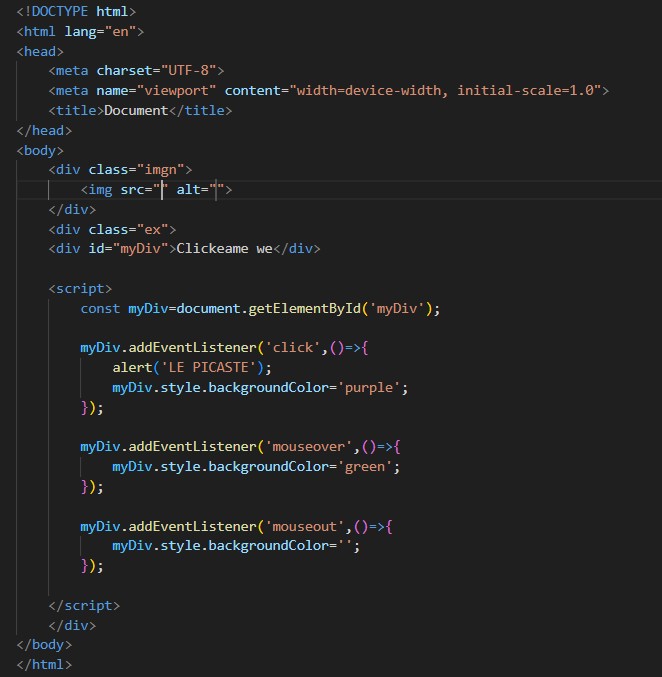 <!DOCTYPE html>
<html lang="en">
<head>
    <meta charset="UTF-8">
    <meta name="viewport" content="width=device-width, initial-scale=1.0">
    <title>Document</title>
</head>
<body>
    <div class="imgn">
        <img src="" alt="">
    </div>
    <div class="ex">
    <div id="myDiv">Clickeame we</div>

    <script>
        const myDiv=document.getElementById('myDiv');

        myDiv.addEventListener('click',()=>{
            alert('LE PICASTE');
            myDiv.style.backgroundColor='purple';
        });

        myDiv.addEventListener('mouseover',()=>{
            myDiv.style.backgroundColor='green';
        });

        myDiv.addEventListener('mouseout',()=>{
            myDiv.style.backgroundColor='';
        });

    </script>
    </div>
</body>
</html>